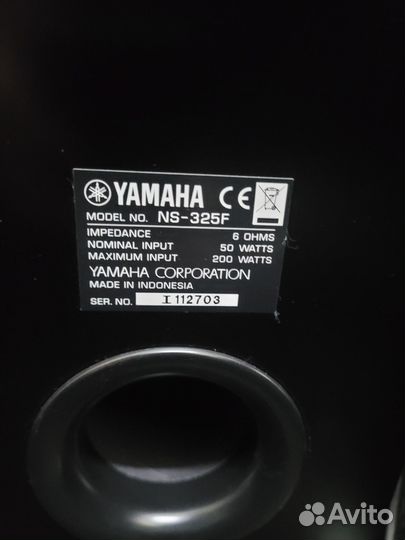 YAMAHA CE
MODEL NO. NS-325F
IMPEDANCE 6 OHMS
NOMINAL INPUT 50 WATTS
MAXIMUM INPUT 200 WATTS
YAMAHA CORPORATION
MADE IN INDONESIA
SER. NO. I 112703
Avito